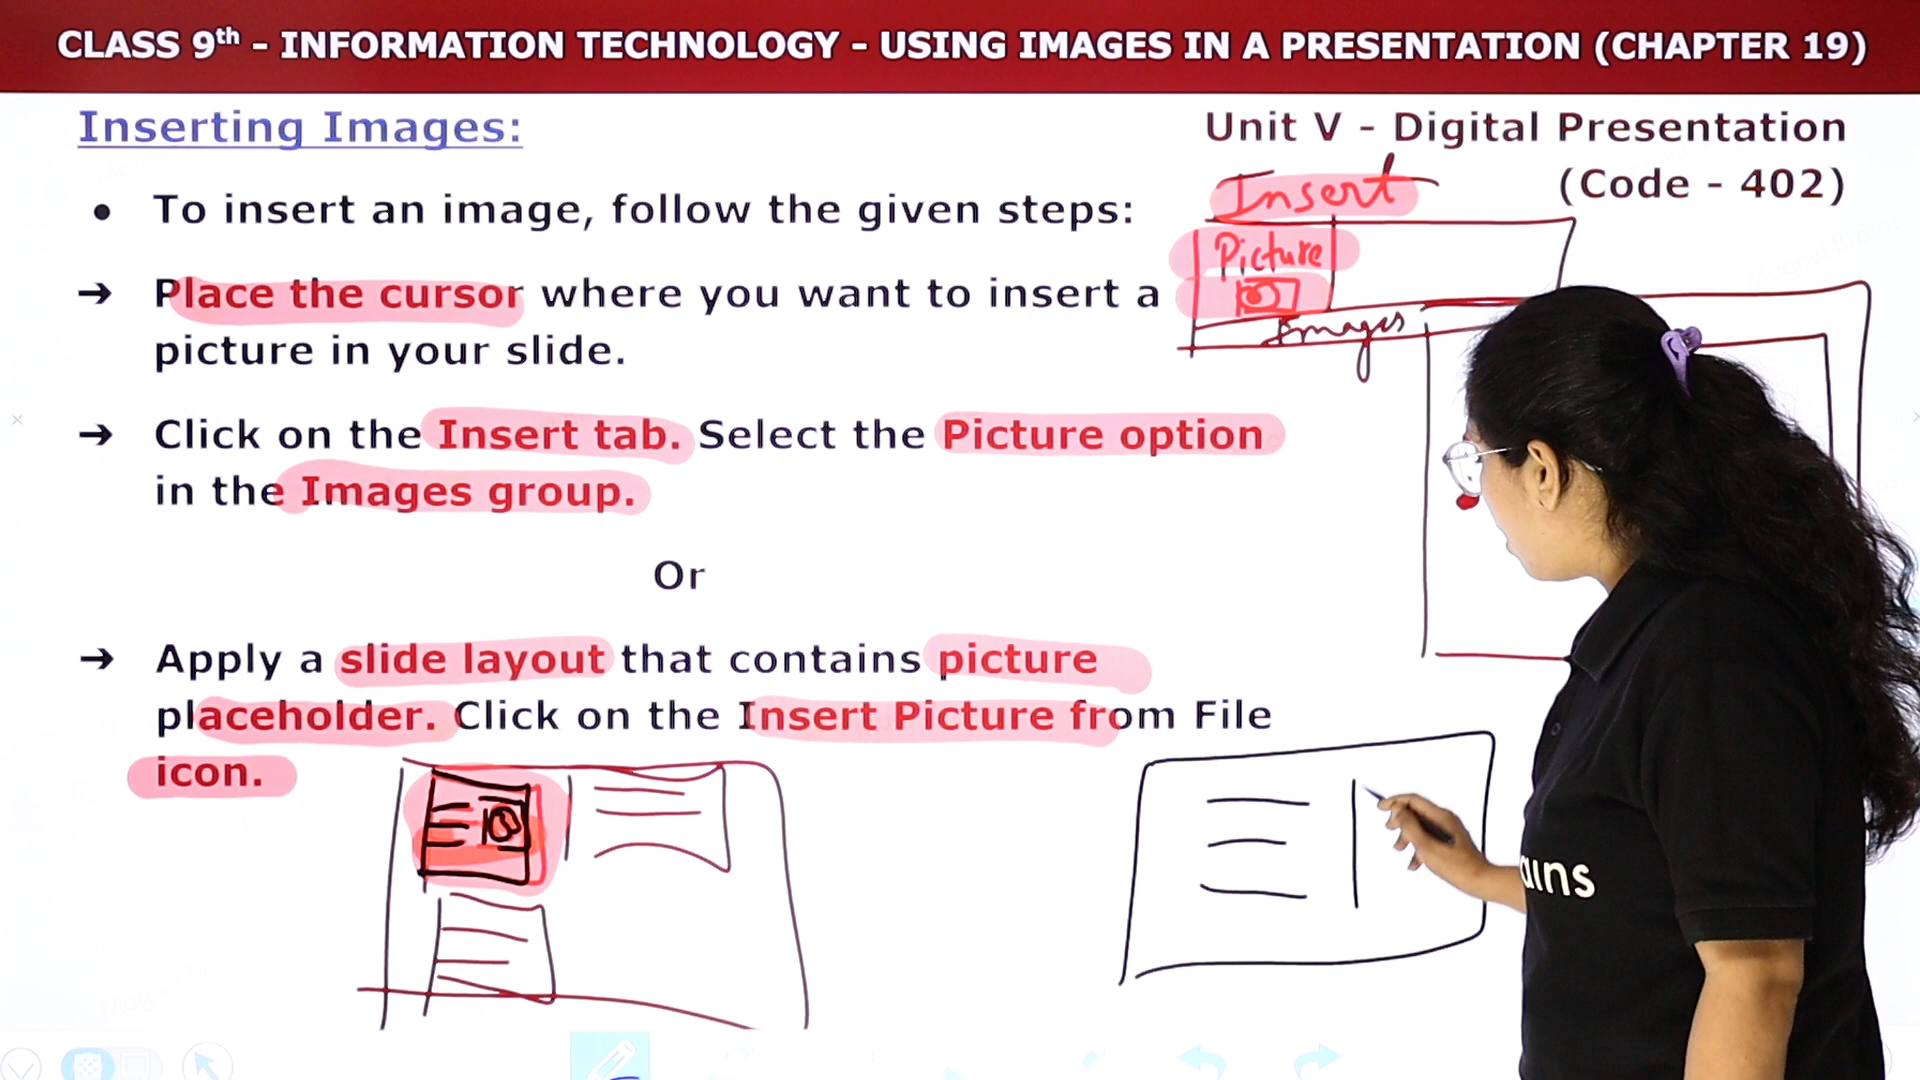 CLASS 9th - INFORMATION TECHNOLOGY - USING IMAGES IN A PRESENTATION (CHAPTER 19)
Inserting Images:
Unit V - Digital Presentation
(Code - 402)
• To insert an image, follow the given steps:
→ Place the cursor where you want to insert a
picture in your slide.
→ Click on the Insert tab. Select the Picture option
in the Images group.
Or
→ Apply a slide layout that contains picture
placeholder. Click on the Insert Picture from File
icon.
Insert
Picture
Images
ains